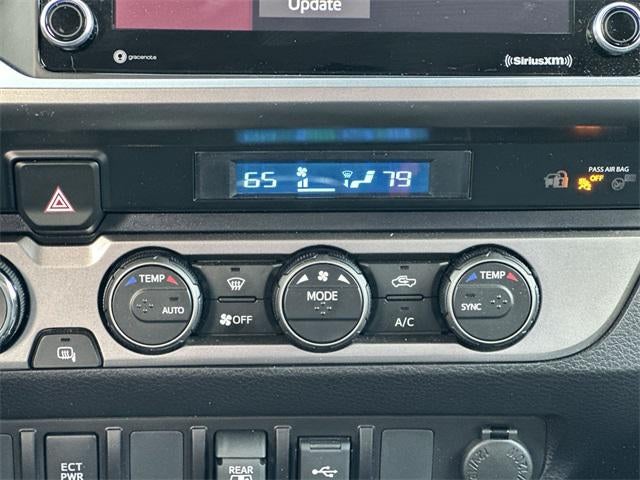 Update
gracenote
SiriusXM
65
79
PASS AIR BAG
OFF
TEMP
AUTO
OFF
MODE
A/C
TEMP
SYNC
ECT
PWR
REAR